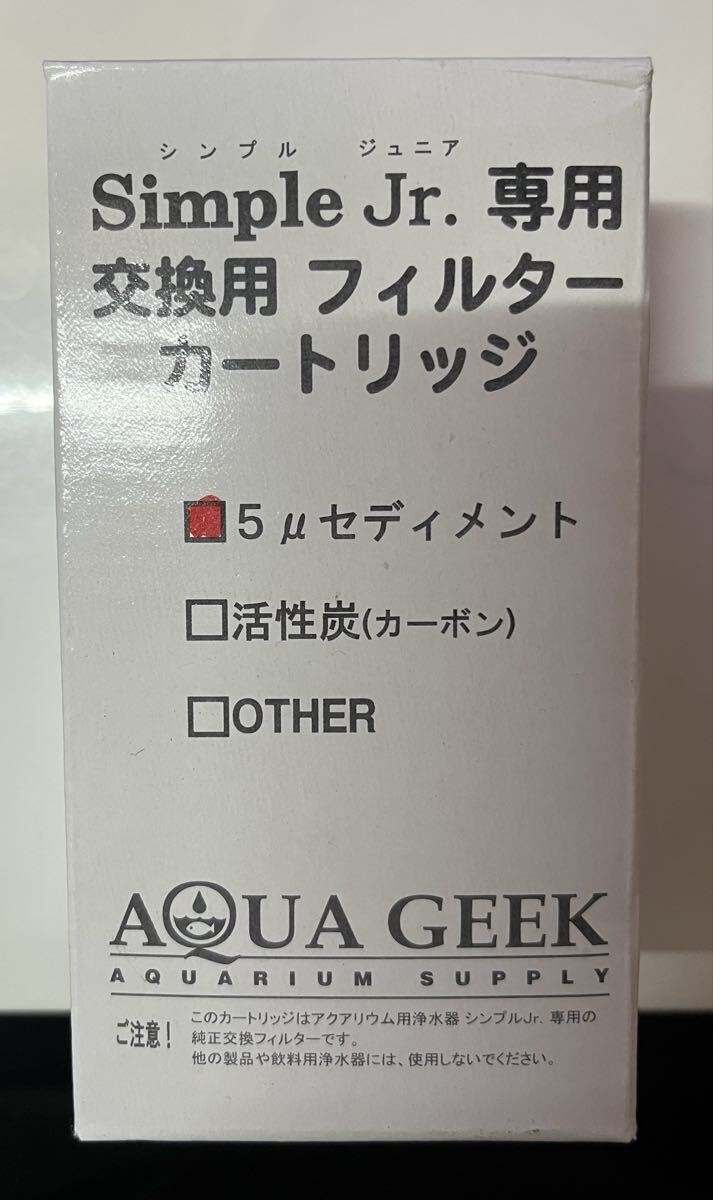 シンプル ジュニア
Simple Jr. 専用
交換用 フィルター
カートリッジ
5μセディメント
活性炭(カーボン)
OTHER
AQUA GEEK
AQUARIUM SUPPLY
ご注意! このカートリッジはアクアリウム用浄水器 シンプルJr. 専用の
純正交換フィルターです。
他の製品や飲料用浄水器には、使用しないでください。